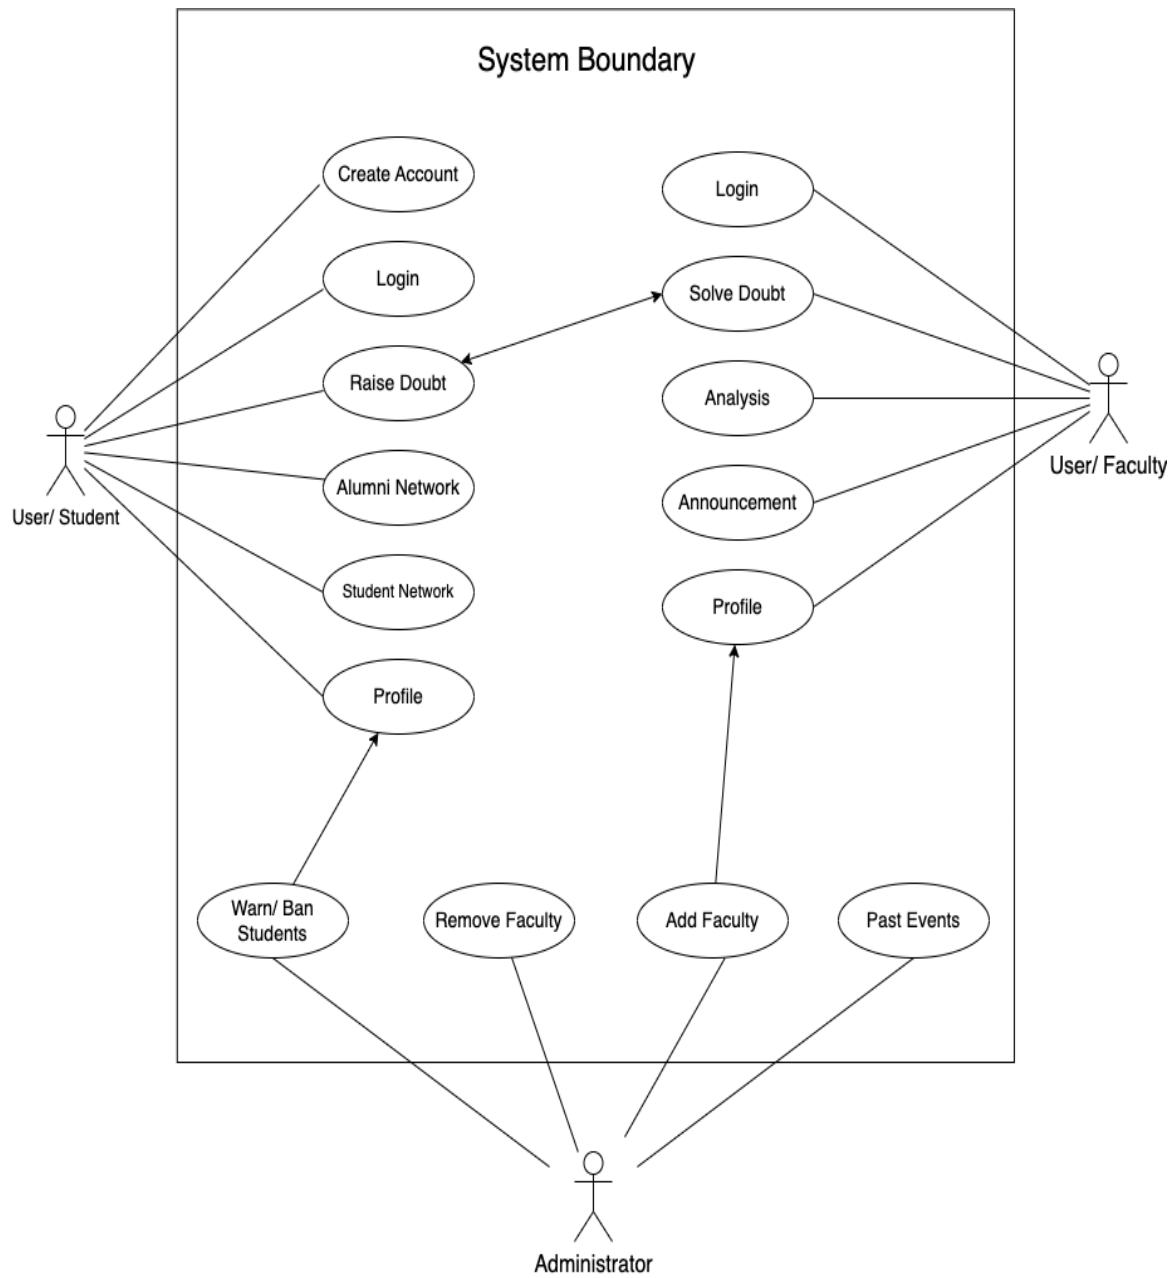 System Boundary
Create Account
Login
Raise Doubt
Alumni Network
Student Network
Profile
User/ Student
Login
Solve Doubt
Analysis
Announcement
Profile
User/ Faculty
Warn/ Ban
Students
Remove Faculty
Add Faculty
Past Events
Administrator